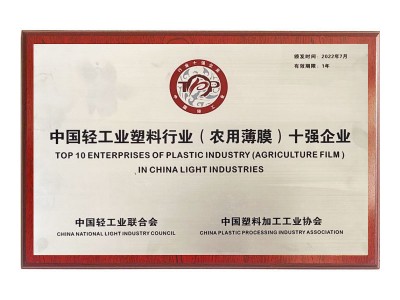 颁发时间：2022年7月
有效期限：1年
TOP
中国轻工业塑料行业（农用薄膜）十强企业
TOP 10 ENTERPRISES OF PLASTIC INDUSTRY (AGRICULTURE FILM)
IN CHINA LIGHT INDUSTRIES
中国轻工业联合会 中国塑料加工工业协会
CHINA NATIONAL LIGHT INDUSTRY COUNCIL CHINA PLASTIC PROCESSING INDUSTRY ASSOCIATION